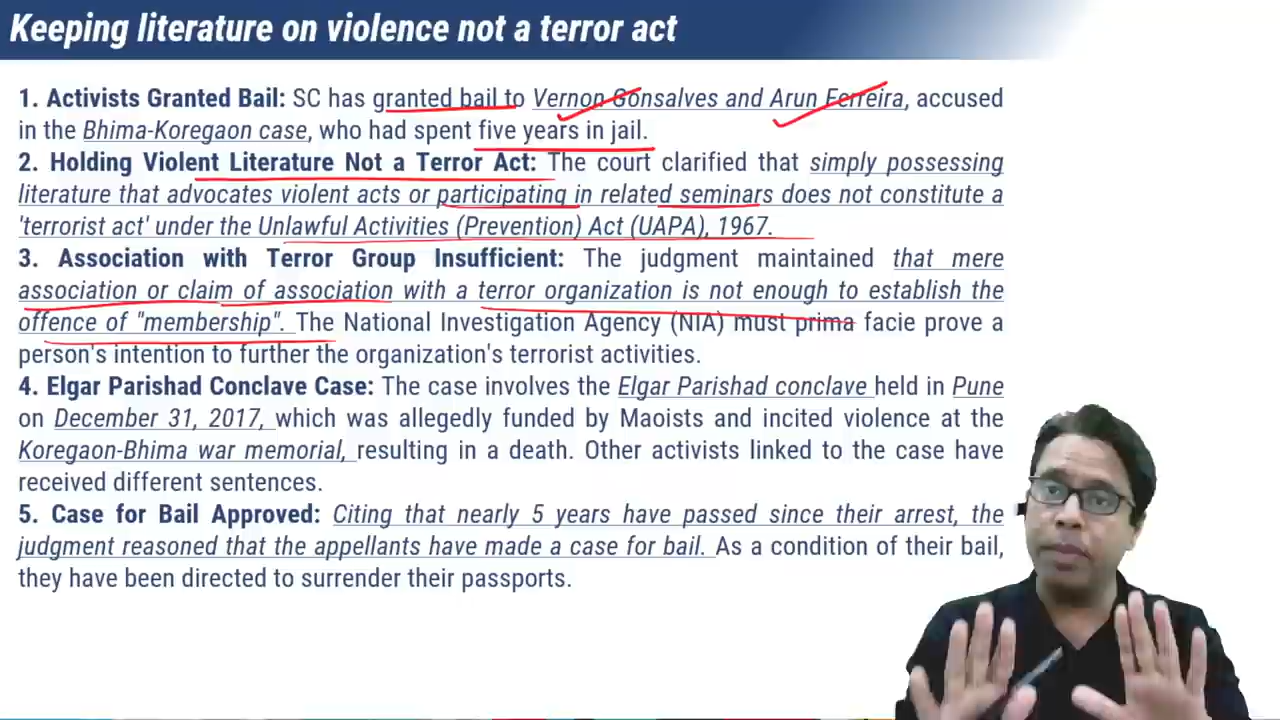 Keeping literature on violence not a terror act
1. Activists Granted Bail: SC has granted bail to Vernon Gonsalves and Arun Ferreira, accused
in the Bhima-Koregaon case, who had spent five years in jail.
2. Holding Violent Literature Not a Terror Act: The court clarified that simply possessing
literature that advocates violent acts or participating in related seminars does not constitute a
'terrorist act' under the Unlawful Activities (Prevention) Act (UAPA), 1967.
3. Association with Terror Group Insufficient: The judgment maintained that mere
association or claim of association with a terror organization is not enough to establish the
offence of "membership". The National Investigation Agency (NIA) must prima facie prove a
person's intention to further the organization's terrorist activities.
4. Elgar Parishad Conclave Case: The case involves the Elgar Parishad conclave held in Pune
on December 31, 2017, which was allegedly funded by Maoists and incited violence at the
Koregaon-Bhima war memorial, resulting in a death. Other activists linked to the case have
received different sentences.
5. Case for Bail Approved: Citing that nearly 5 years have passed since their arrest, the
judgment reasoned that the appellants have made a case for bail. As a condition of their bail,
they have been directed to surrender their passports.